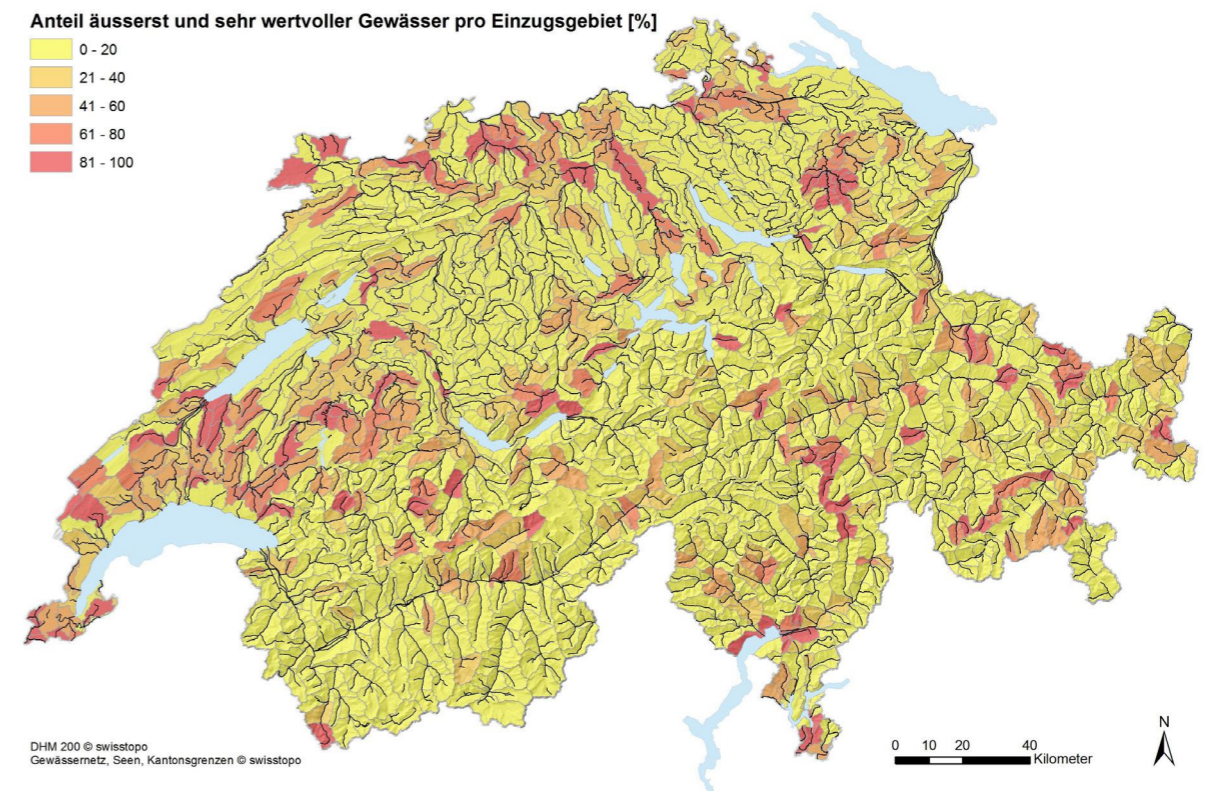 Anteil äusserst und sehr wertvoller Gewässer pro Einzugsgebiet [%]
0 - 20
21 - 40
41 - 60
61 - 80
81 - 100
DHM 200 © swisstopo
Gewässernetz, Seen, Kantonsgrenzen © swisstopo
0 10 20 40
Kilometer
N